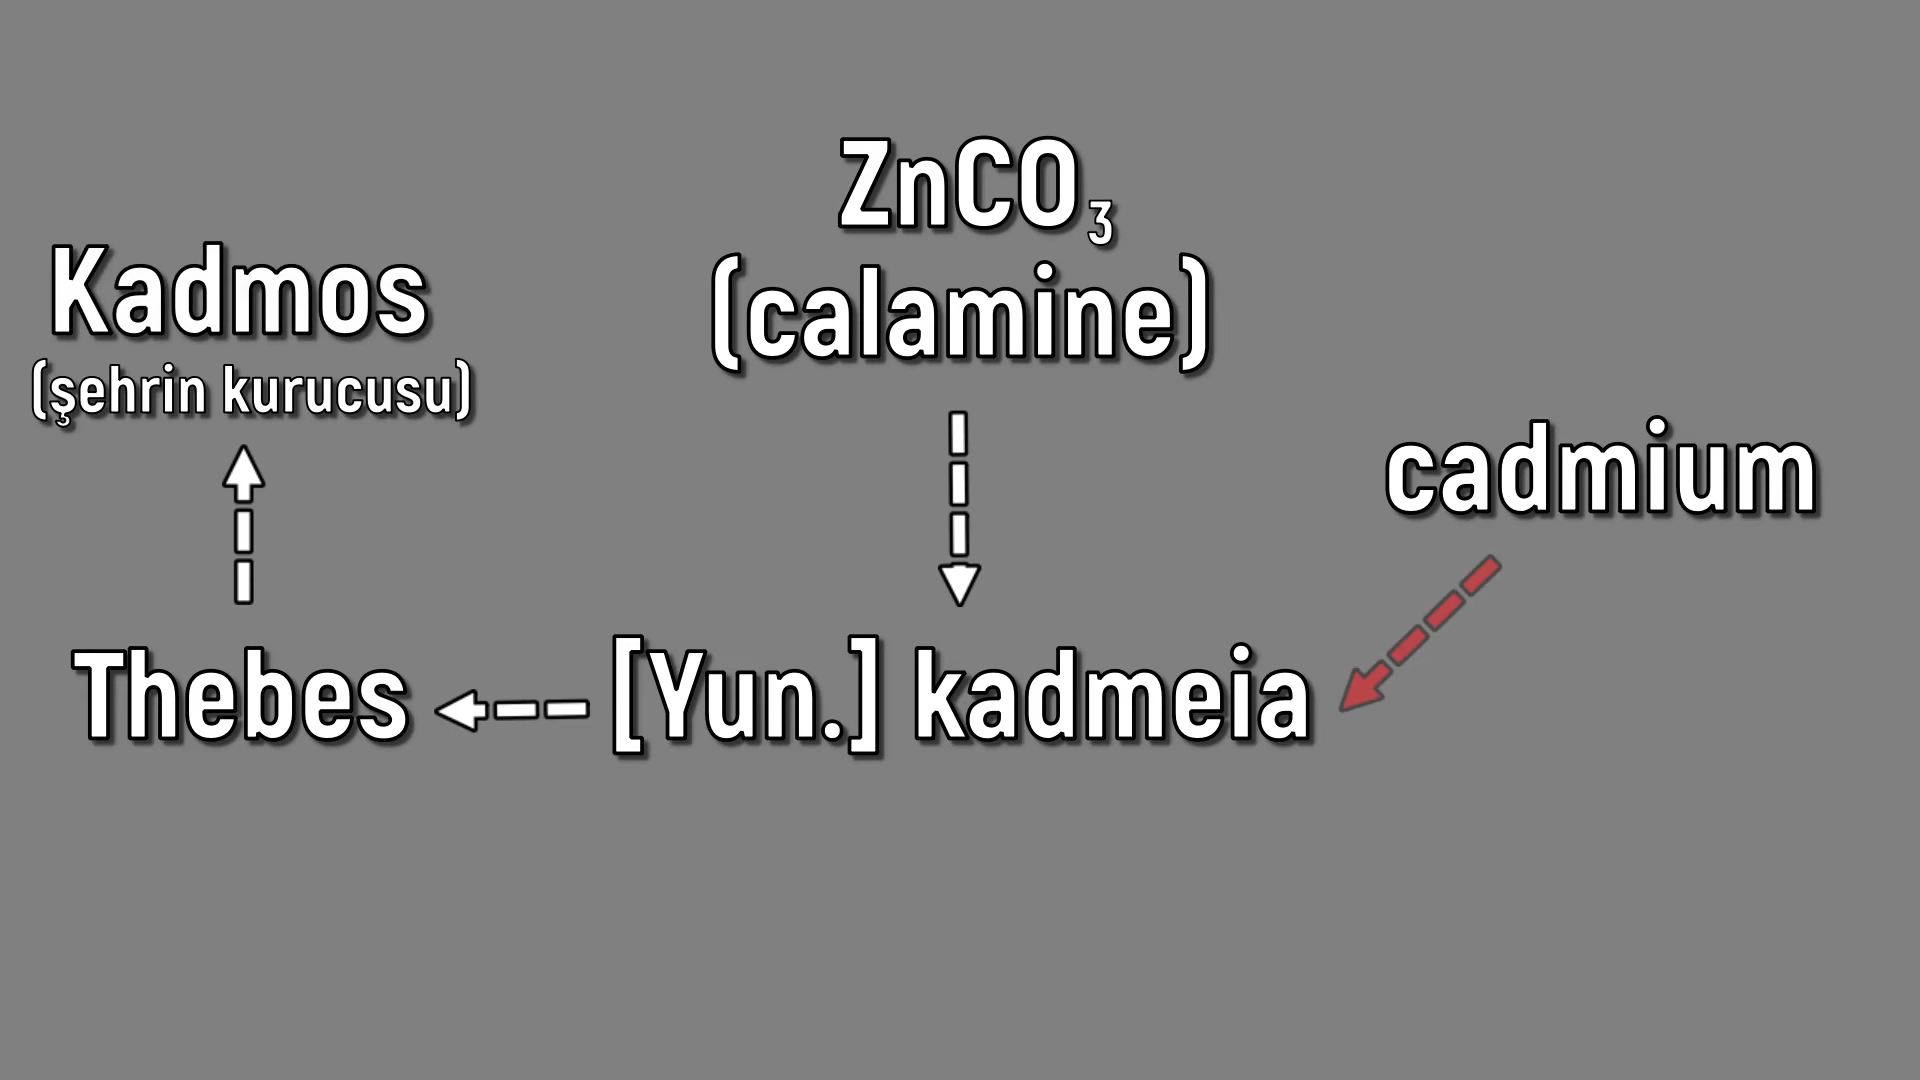 ZnCO₃
(calamine)
Kadmos
(şehrin kurucusu)
cadmium
Thebes
[Yun.] kadmeia